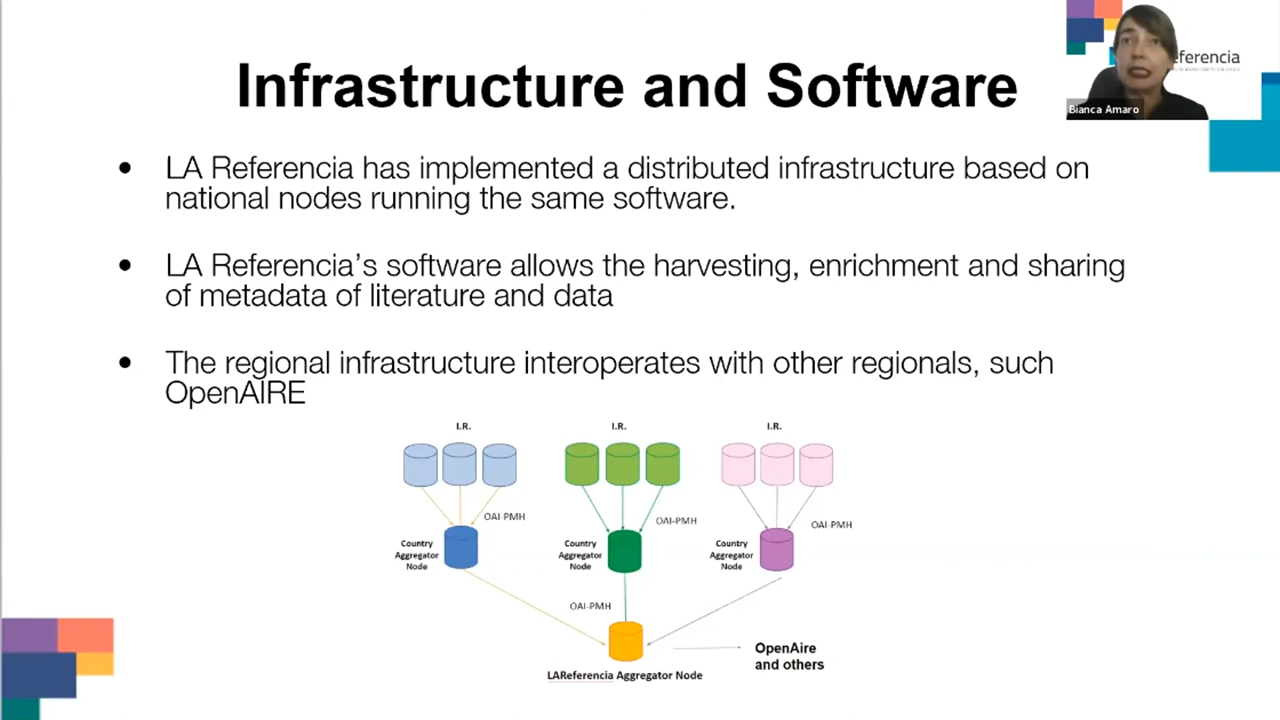 Infrastructure and Software
eferencia
Bianca Amaro
• LA Referencia has implemented a distributed infrastructure based on
national nodes running the same software.
• LA Referencia's software allows the harvesting, enrichment and sharing
of metadata of literature and data
• The regional infrastructure interoperates with other regionals, such
OpenAIRE
I.R.
I.R.
I.R.
OAI-PMH
OAI-PMH
OAI-PMH
Country
Aggregator
Node
Country
Aggregator
Node
Country
Aggregator
Node
OAI-PMH
OpenAire
and others
LAReferencia Aggregator Node